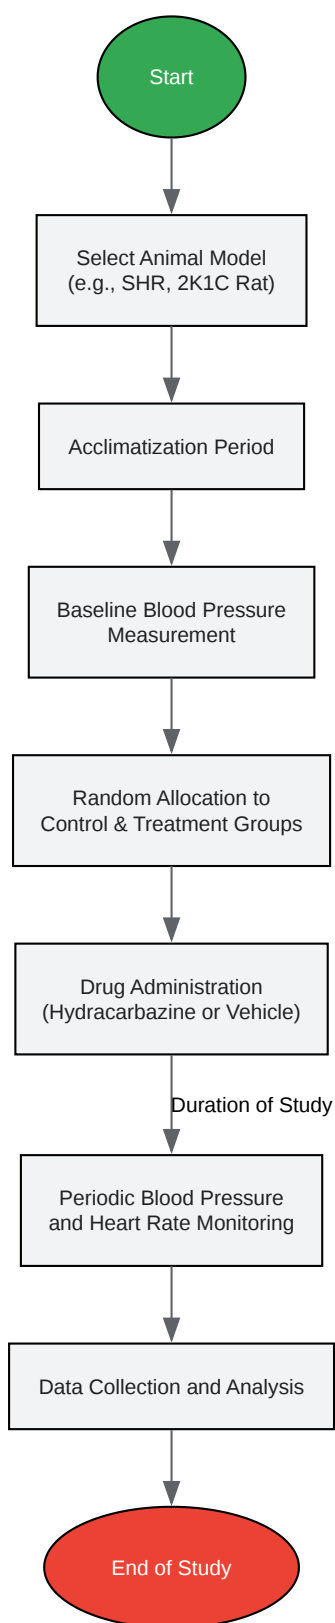 Start
Select Animal Model
(e.g., SHR, 2K1C Rat)
Acclimatization Period
Baseline Blood Pressure
Measurement
Random Allocation to
Control & Treatment Groups
Drug Administration
(Hydracarbazine or Vehicle)
Duration of Study
Periodic Blood Pressure
and Heart Rate Monitoring
Data Collection and Analysis
End of Study